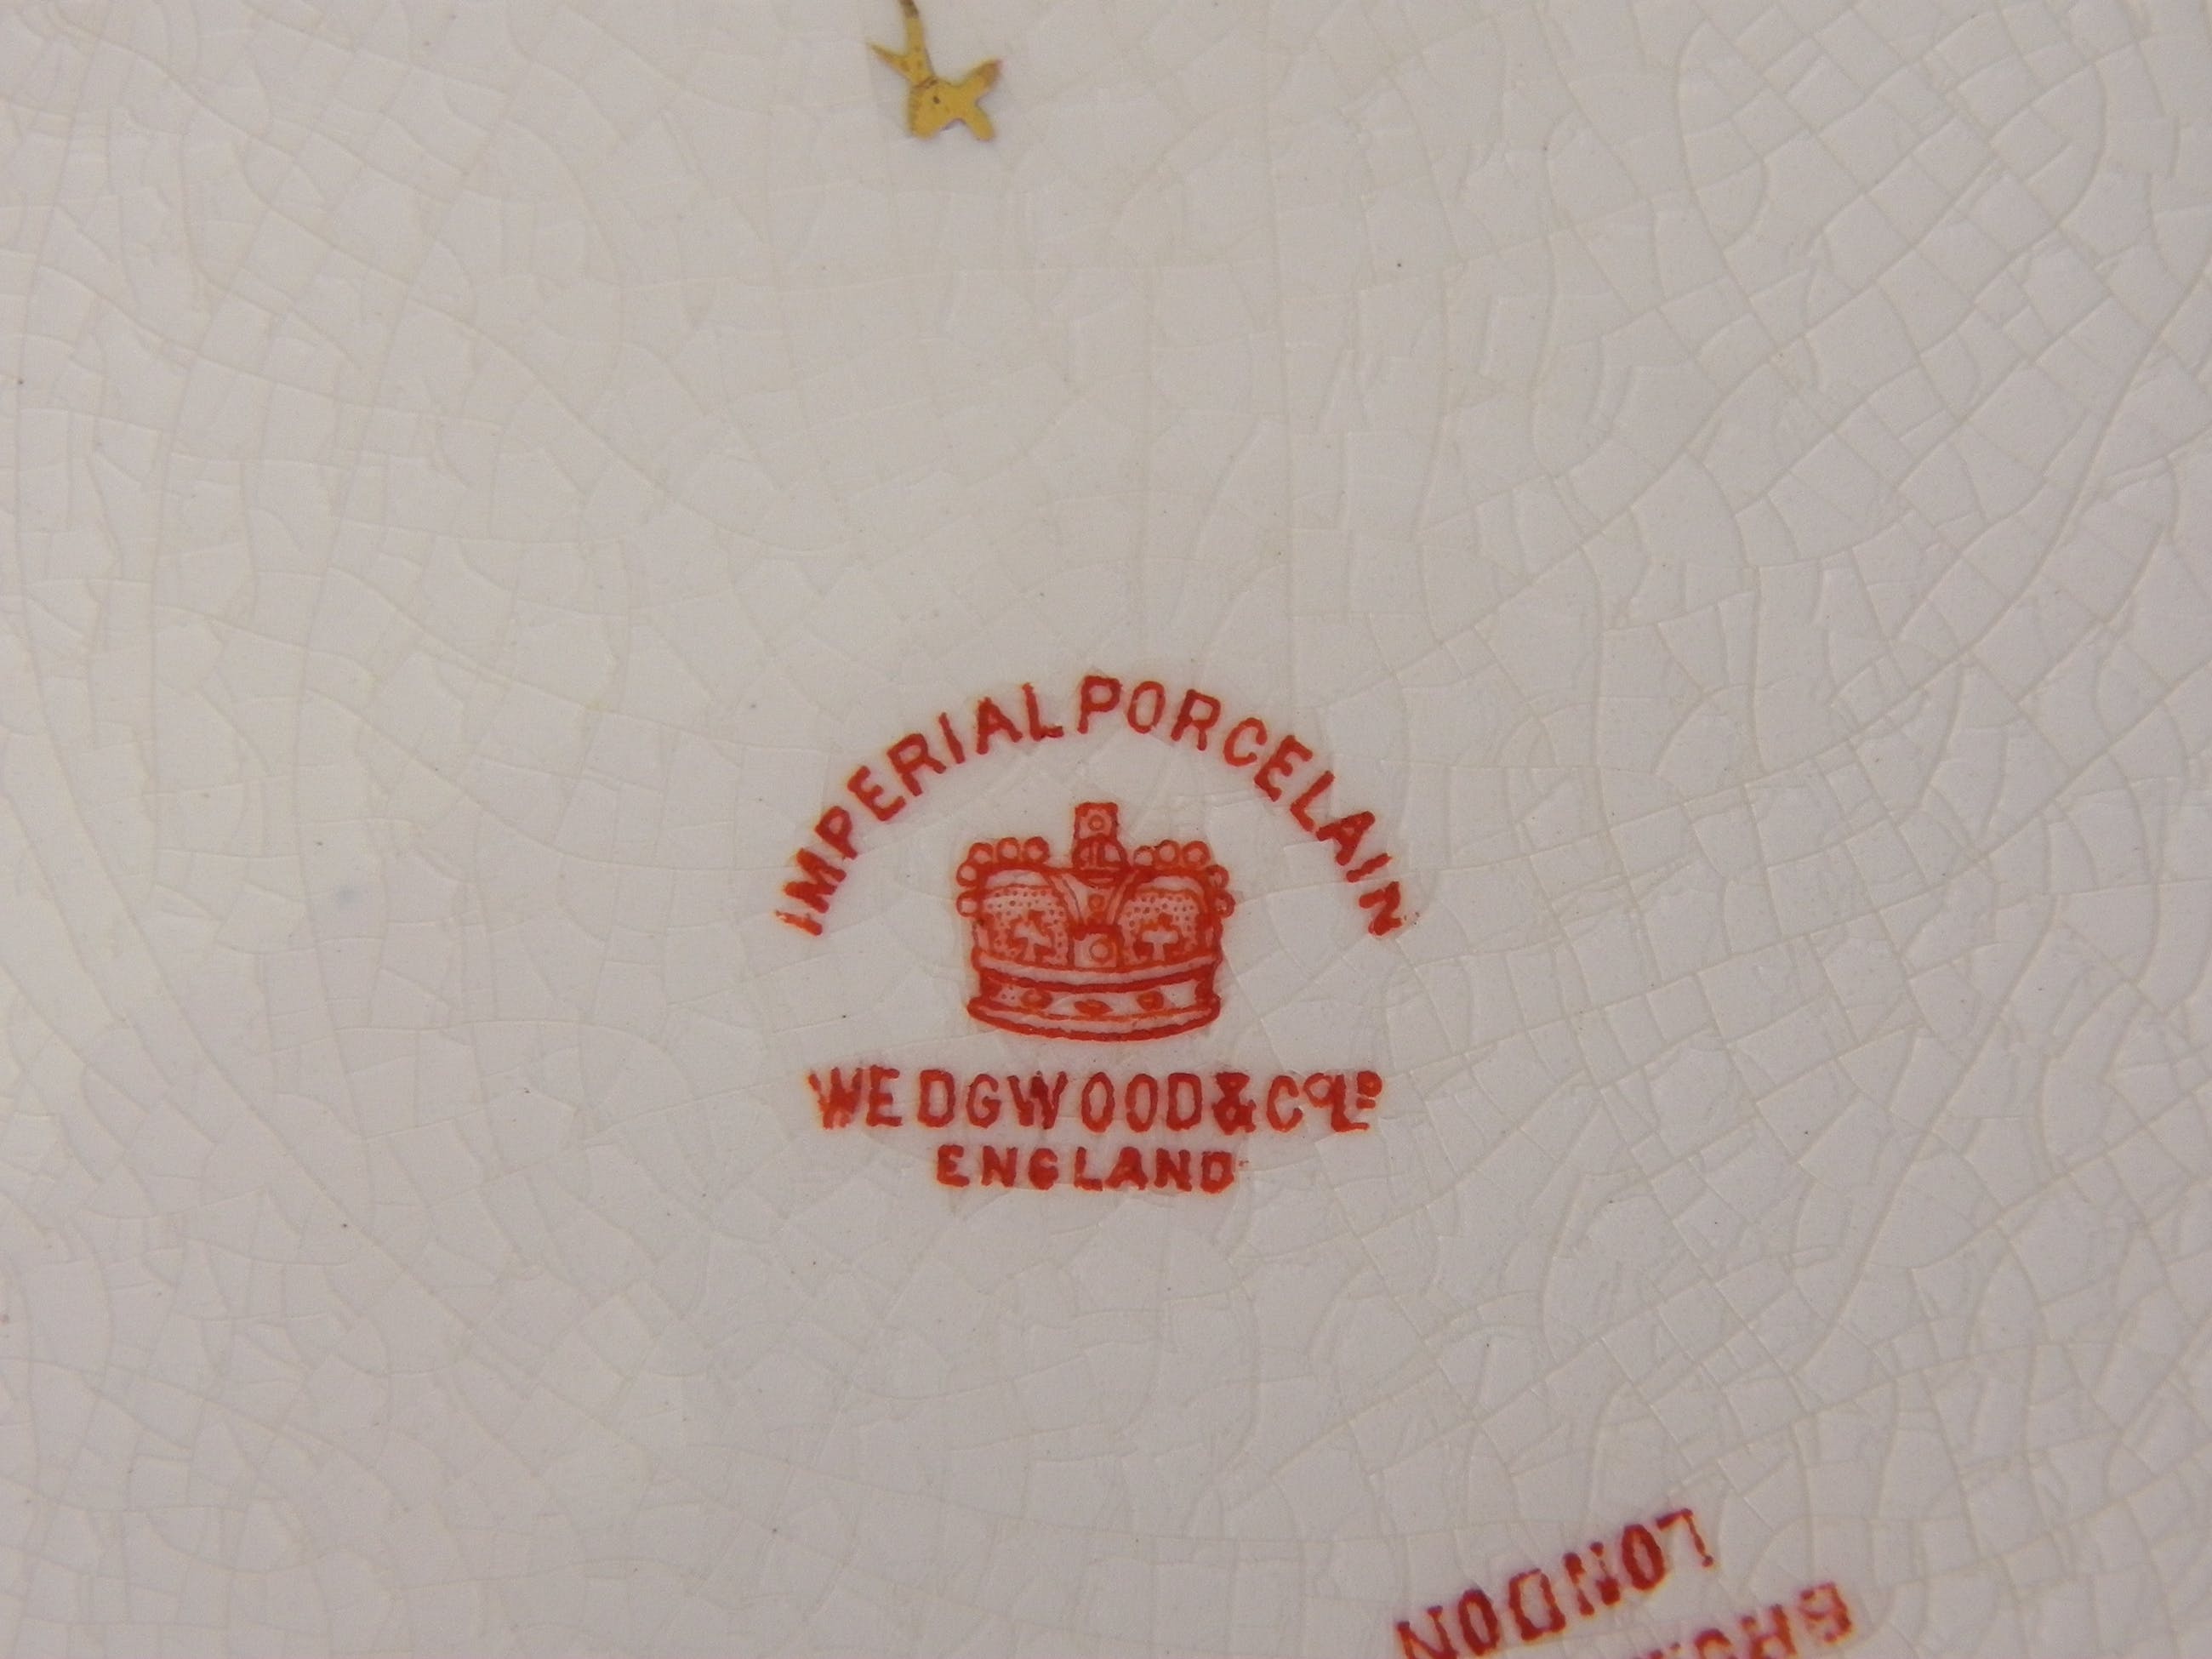 IMPERIAL PORCELAIN
WEDGWOOD & Co LD
ENGLAND
LONDON